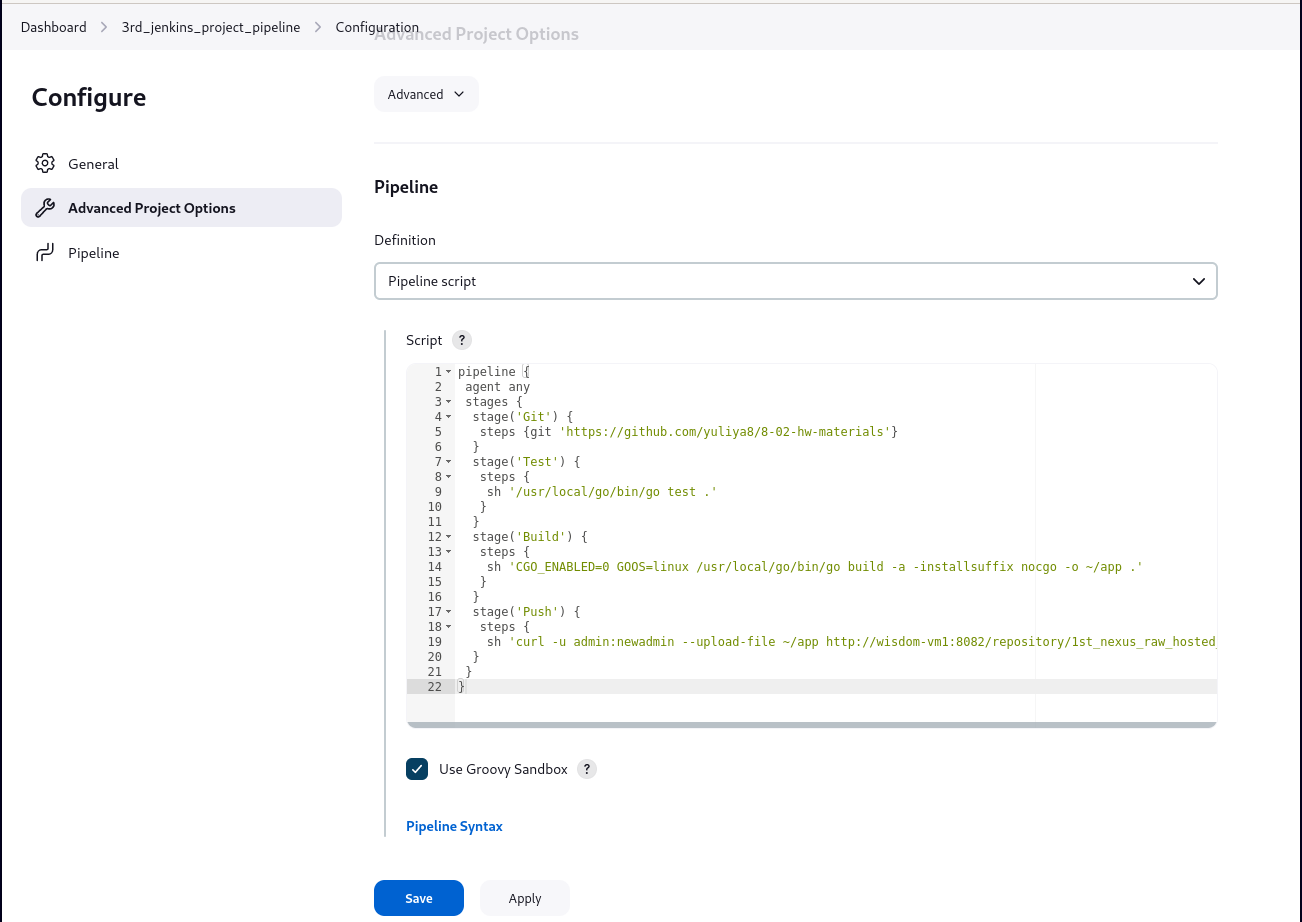 Dashboard > 3rd_jenkins_project_pipeline > Configuration
Advanced Project Options
Configure
General
Advanced Project Options
Pipeline
Advanced
Pipeline
Definition
Pipeline script
Script ?
1 pipeline {
2  agent any
3  stages {
4   stage('Git') {
5    steps {git 'https://github.com/yuliya8/8-02-hw-materials'}
6   }
7   stage('Test') {
8    steps {
9     sh '/usr/local/go/bin/go test .'
10    }
11   }
12   stage('Build') {
13    steps {
14     sh 'CGO_ENABLED=0 GOOS=linux /usr/local/go/bin/go build -a -installsuffix nocgo -o ~/app .'
15    }
16   }
17   stage('Push') {
18    steps {
19     sh 'curl -u admin:newadmin --upload-file ~/app http://wisdom-vm1:8082/repository/1st_nexus_raw_hosted_
20   }
21  }
22 }
Use Groovy Sandbox ?
Pipeline Syntax
Save
Apply